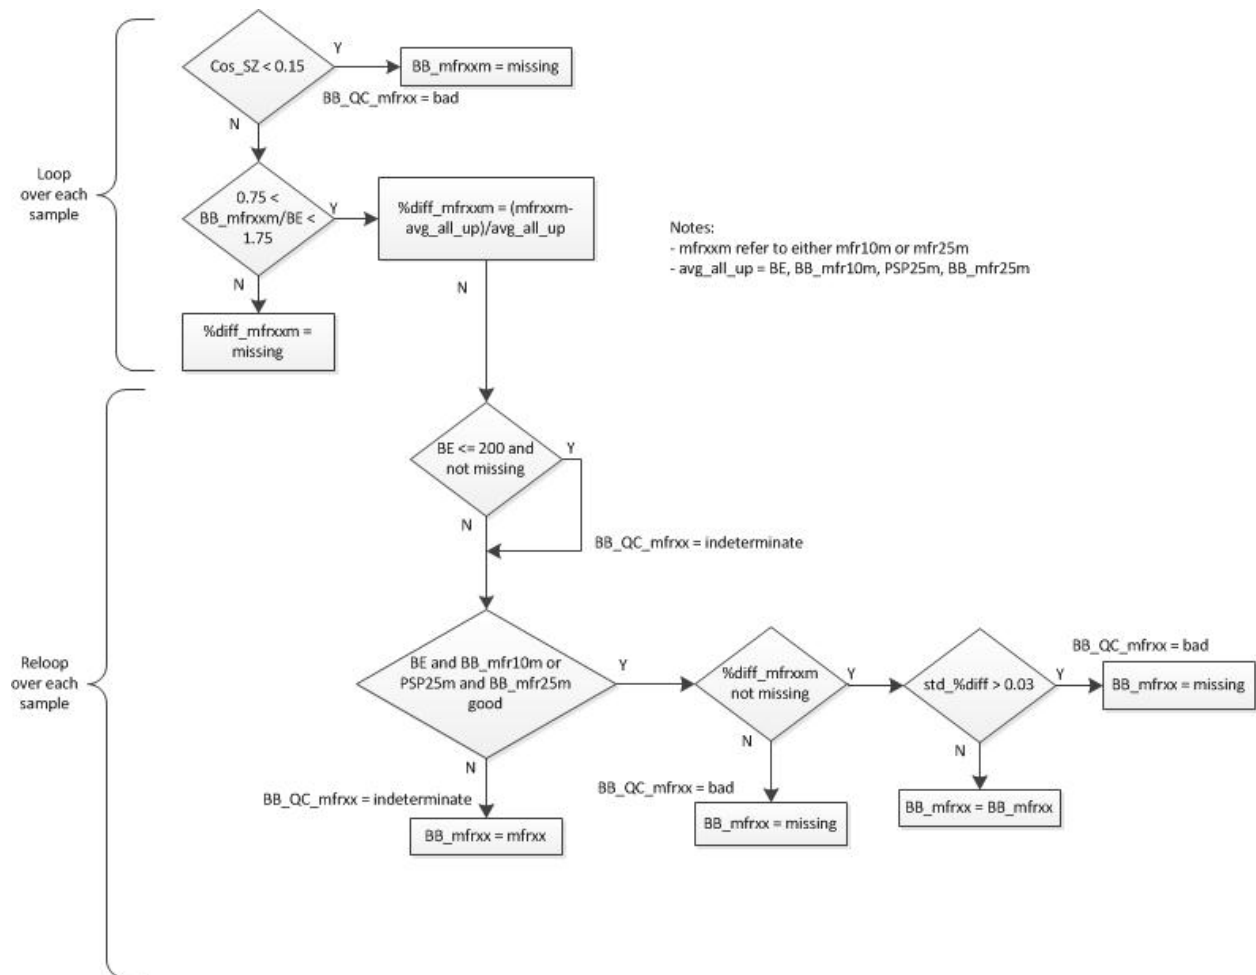 Cos_SZ < 0.15
Y
BB_mfrxxm = missing
BB_QC_mfrxx = bad
N
Loop
over each
sample
0.75 <
BB_mfrxxm/BE <
1.75
Y
%diff_mfrxxm = (mfrxxm-
avg_all_up)/avg_all_up
Notes:
- mfrxxm refer to either mfr10m or mfr25m
- avg_all_up = BE, BB_mfr10m, PSP25m, BB_mfr25m
N
N
%diff_mfrxxm =
missing
BE <= 200 and
not missing
Y
N
BB_QC_mfrxx = indeterminate
Reloop
over each
sample
BE and BB_mfr10m or
PSP25m and BB_mfr25m
good
Y
%diff_mfrxxm
not missing
Y
std_%diff > 0.03
Y
BB_QC_mfrxx = bad
BB_mfrxx = missing
N
N
N
BB_QC_mfrxx = indeterminate
BB_QC_mfrxx = bad
BB_mfrxx = mfrxx
BB_mfrxx = missing
BB_mfrxx = BB_mfrxx